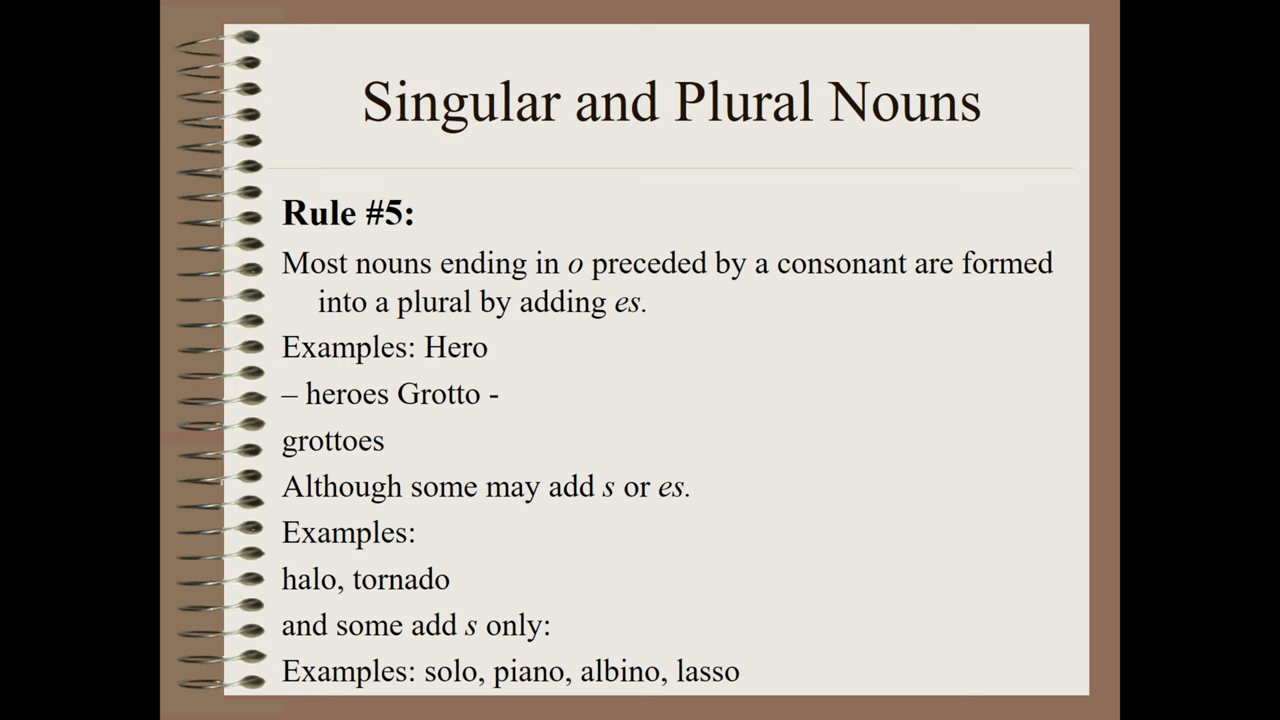 Singular and Plural Nouns
Rule #5:
Most nouns ending in o preceded by a consonant are formed
into a plural by adding es.
Examples: Hero
– heroes Grotto -
grottoes
Although some may add s or es.
Examples:
halo, tornado
and some add s only:
Examples: solo, piano, albino, lasso